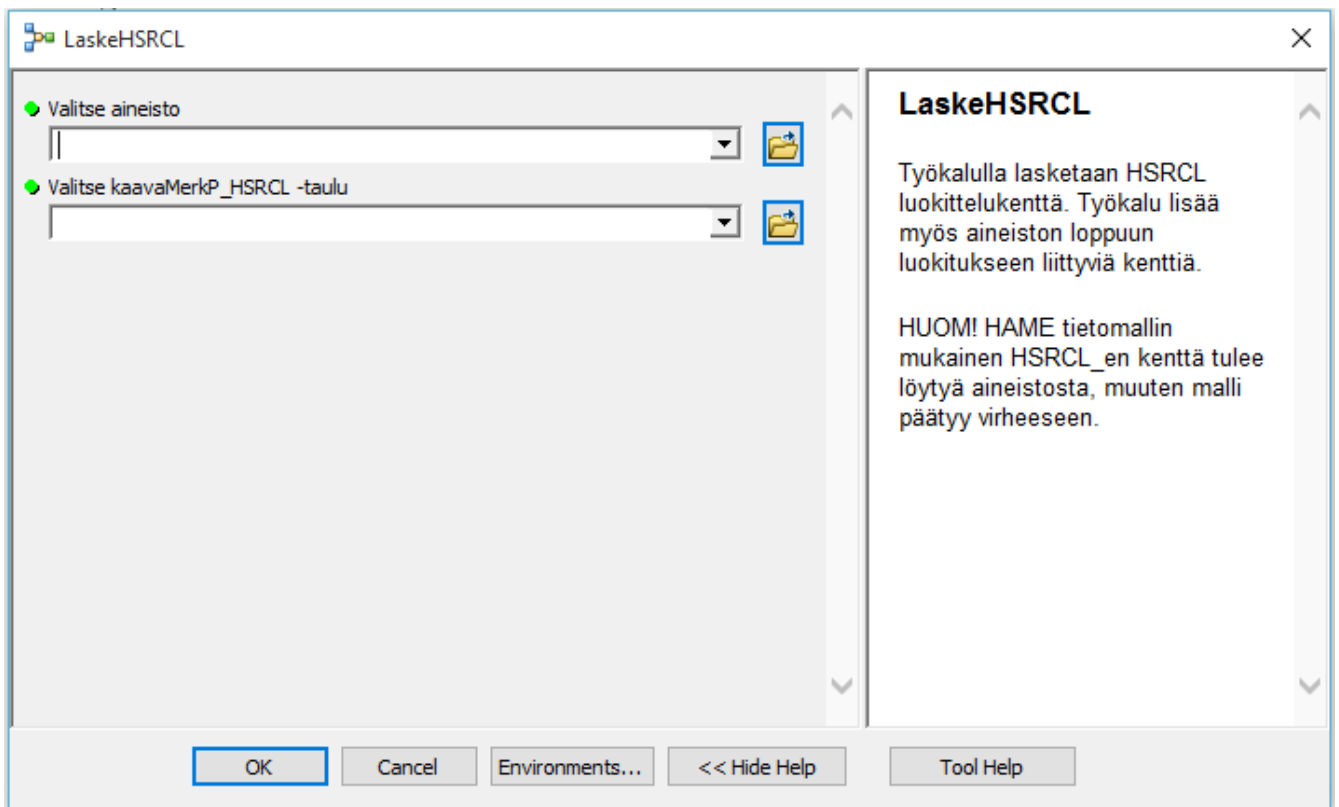 LaskeHSRCL
Valitse aineisto
Valitse kaavaMerkP_HSRCL -taulu
LaskeHSRCL
Työkalulla lasketaan HSRCL
luokittelukenttä. Työkalu lisää
myös aineiston loppuun
luokitukseen liittyviä kenttiä.
HUOM! HAME tietomallin
mukainen HSRCL_en kenttä tulee
löytyä aineistosta, muuten malli
päätyy virheeseen.
OK
Cancel
Environments...
<< Hide Help
Tool Help